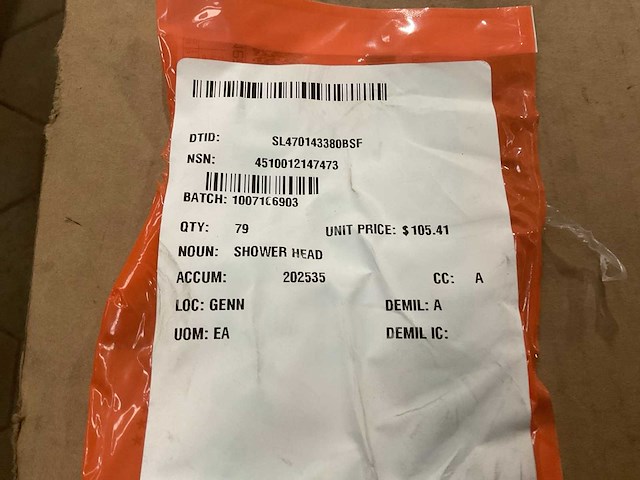 DTID: SL470143380BSF
NSN: 4510012147473
BATCH: 1007106903
QTY: 79 UNIT PRICE: $105.41
NOUN: SHOWER HEAD
ACCUM: 202535 CC: A
LOC: GENN DEMIL: A
UOM: EA DEMIL IC: